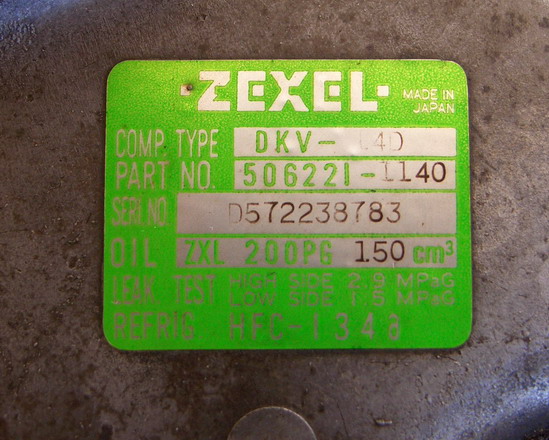 ZEXEL
MADE IN
JAPAN
COMP. TYPE DKV-14D
PART NO. 506221-1140
SERI. NO D572238783
OIL ZXL 200PG 150 cm³
LEAK. TEST HIGH SIDE 2.9 MPaG
LOW SIDE 1.5 MPaG
REFRIG. HFC-134a